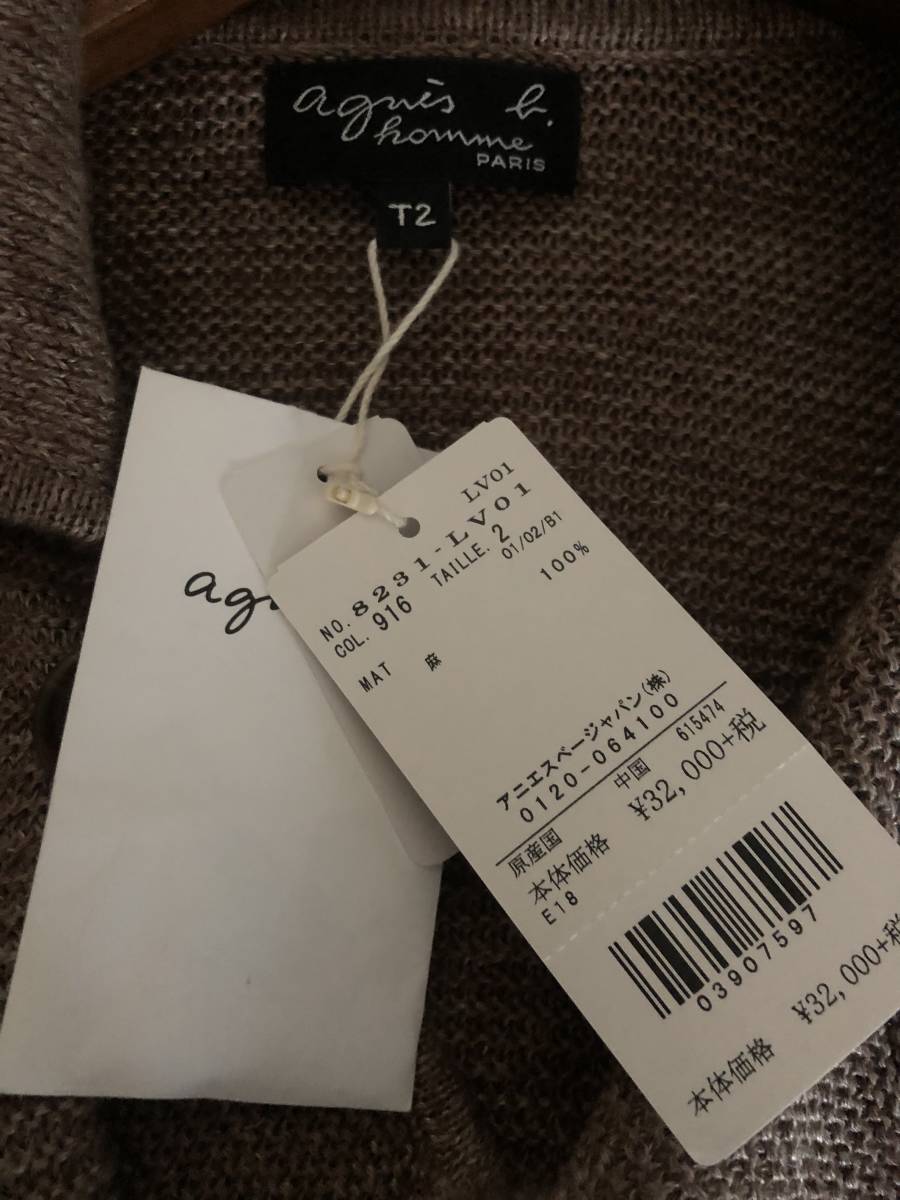 agnès b.
homme
PARIS
T2
ag
LV01
NO. 8231-LV01
COL. 916 TAILLE. 2
01/02/B1
MAT 麻 100%
アニエスベージャパン(株)
0120-064100
原産国 中国 615474
本体価格 ¥32,000+税
E18
03907597
本体価格 ¥32,000+税